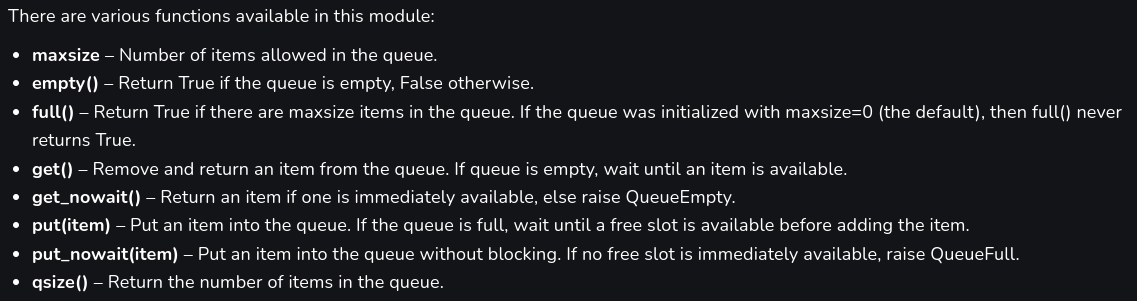 There are various functions available in this module:
• maxsize – Number of items allowed in the queue.
• empty() – Return True if the queue is empty, False otherwise.
• full() – Return True if there are maxsize items in the queue. If the queue was initialized with maxsize=0 (the default), then full() never
returns True.
• get() – Remove and return an item from the queue. If queue is empty, wait until an item is available.
• get_nowait() – Return an item if one is immediately available, else raise QueueEmpty.
• put(item) – Put an item into the queue. If the queue is full, wait until a free slot is available before adding the item.
• put_nowait(item) – Put an item into the queue without blocking. If no free slot is immediately available, raise QueueFull.
• qsize() – Return the number of items in the queue.